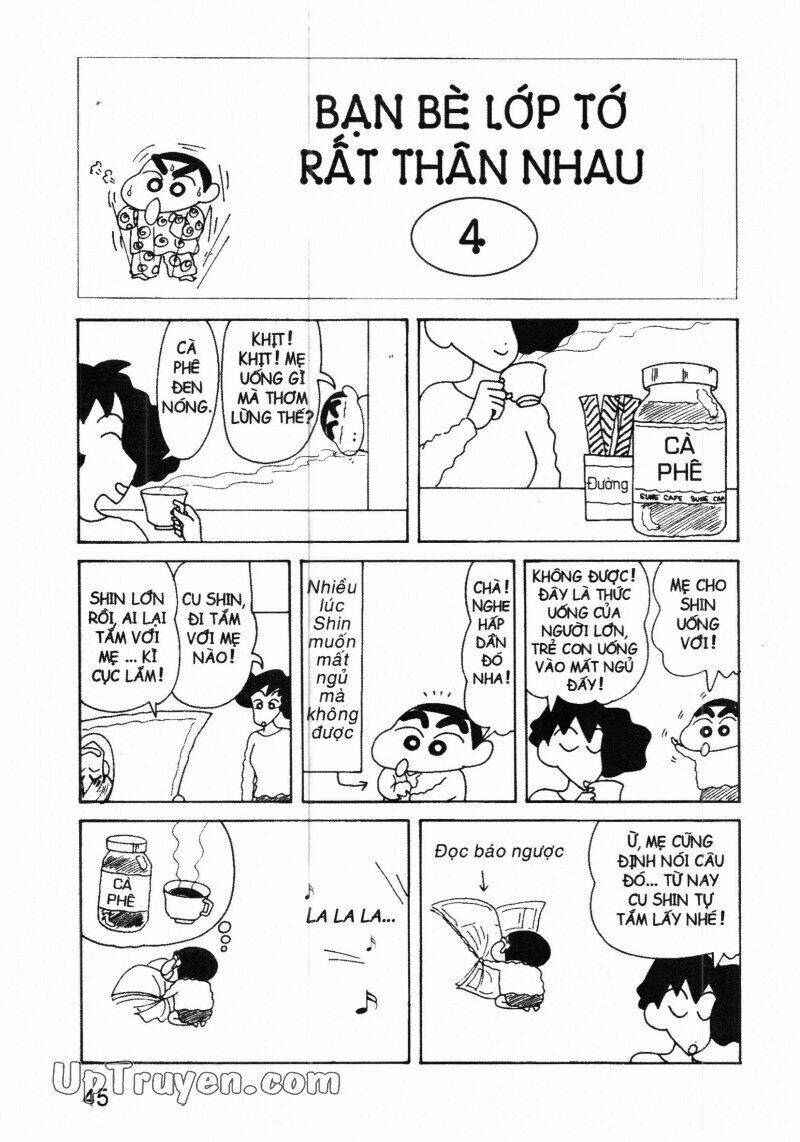 BẠN BÈ LỚP TỚ
RẤT THÂN NHAU
4
CÀ
PHÊ
Đường
KHỊT!
KHỊT! MẸ
UỐNG GÌ
MÀ THƠM
LỪNG THẾ?
CÀ
PHÊ
ĐEN
NÓNG.
MẸ CHO
SHIN
UỐNG
VỚI!
KHÔNG ĐƯỢC!
ĐÂY LÀ THỨC
UỐNG CỦA
NGƯỜI LỚN,
TRẺ CON UỐNG
VÀO MẤT NGỦ
ĐẤY!
CHÀ!
NGHE
HẤP
DẪN
ĐÓ
NHA!
Nhiều
lúc
Shin
muốn
mất
ngủ
mà
không
được
CU SHIN,
ĐI TẮM
VỚI MẸ
NÀO!
SHIN LỚN
RỒI, AI LẠI
TẮM VỚI
MẸ ... KÌ
CỤC LẮM!
Ừ, MẸ CŨNG
ĐỊNH NÓI CÂU
ĐÓ... TỪ NAY
CU SHIN TỰ
TẮM LẤY NHÉ!
Đọc báo ngược
LA LA LA...
CÀ
PHÊ
UpTruyen.com
45